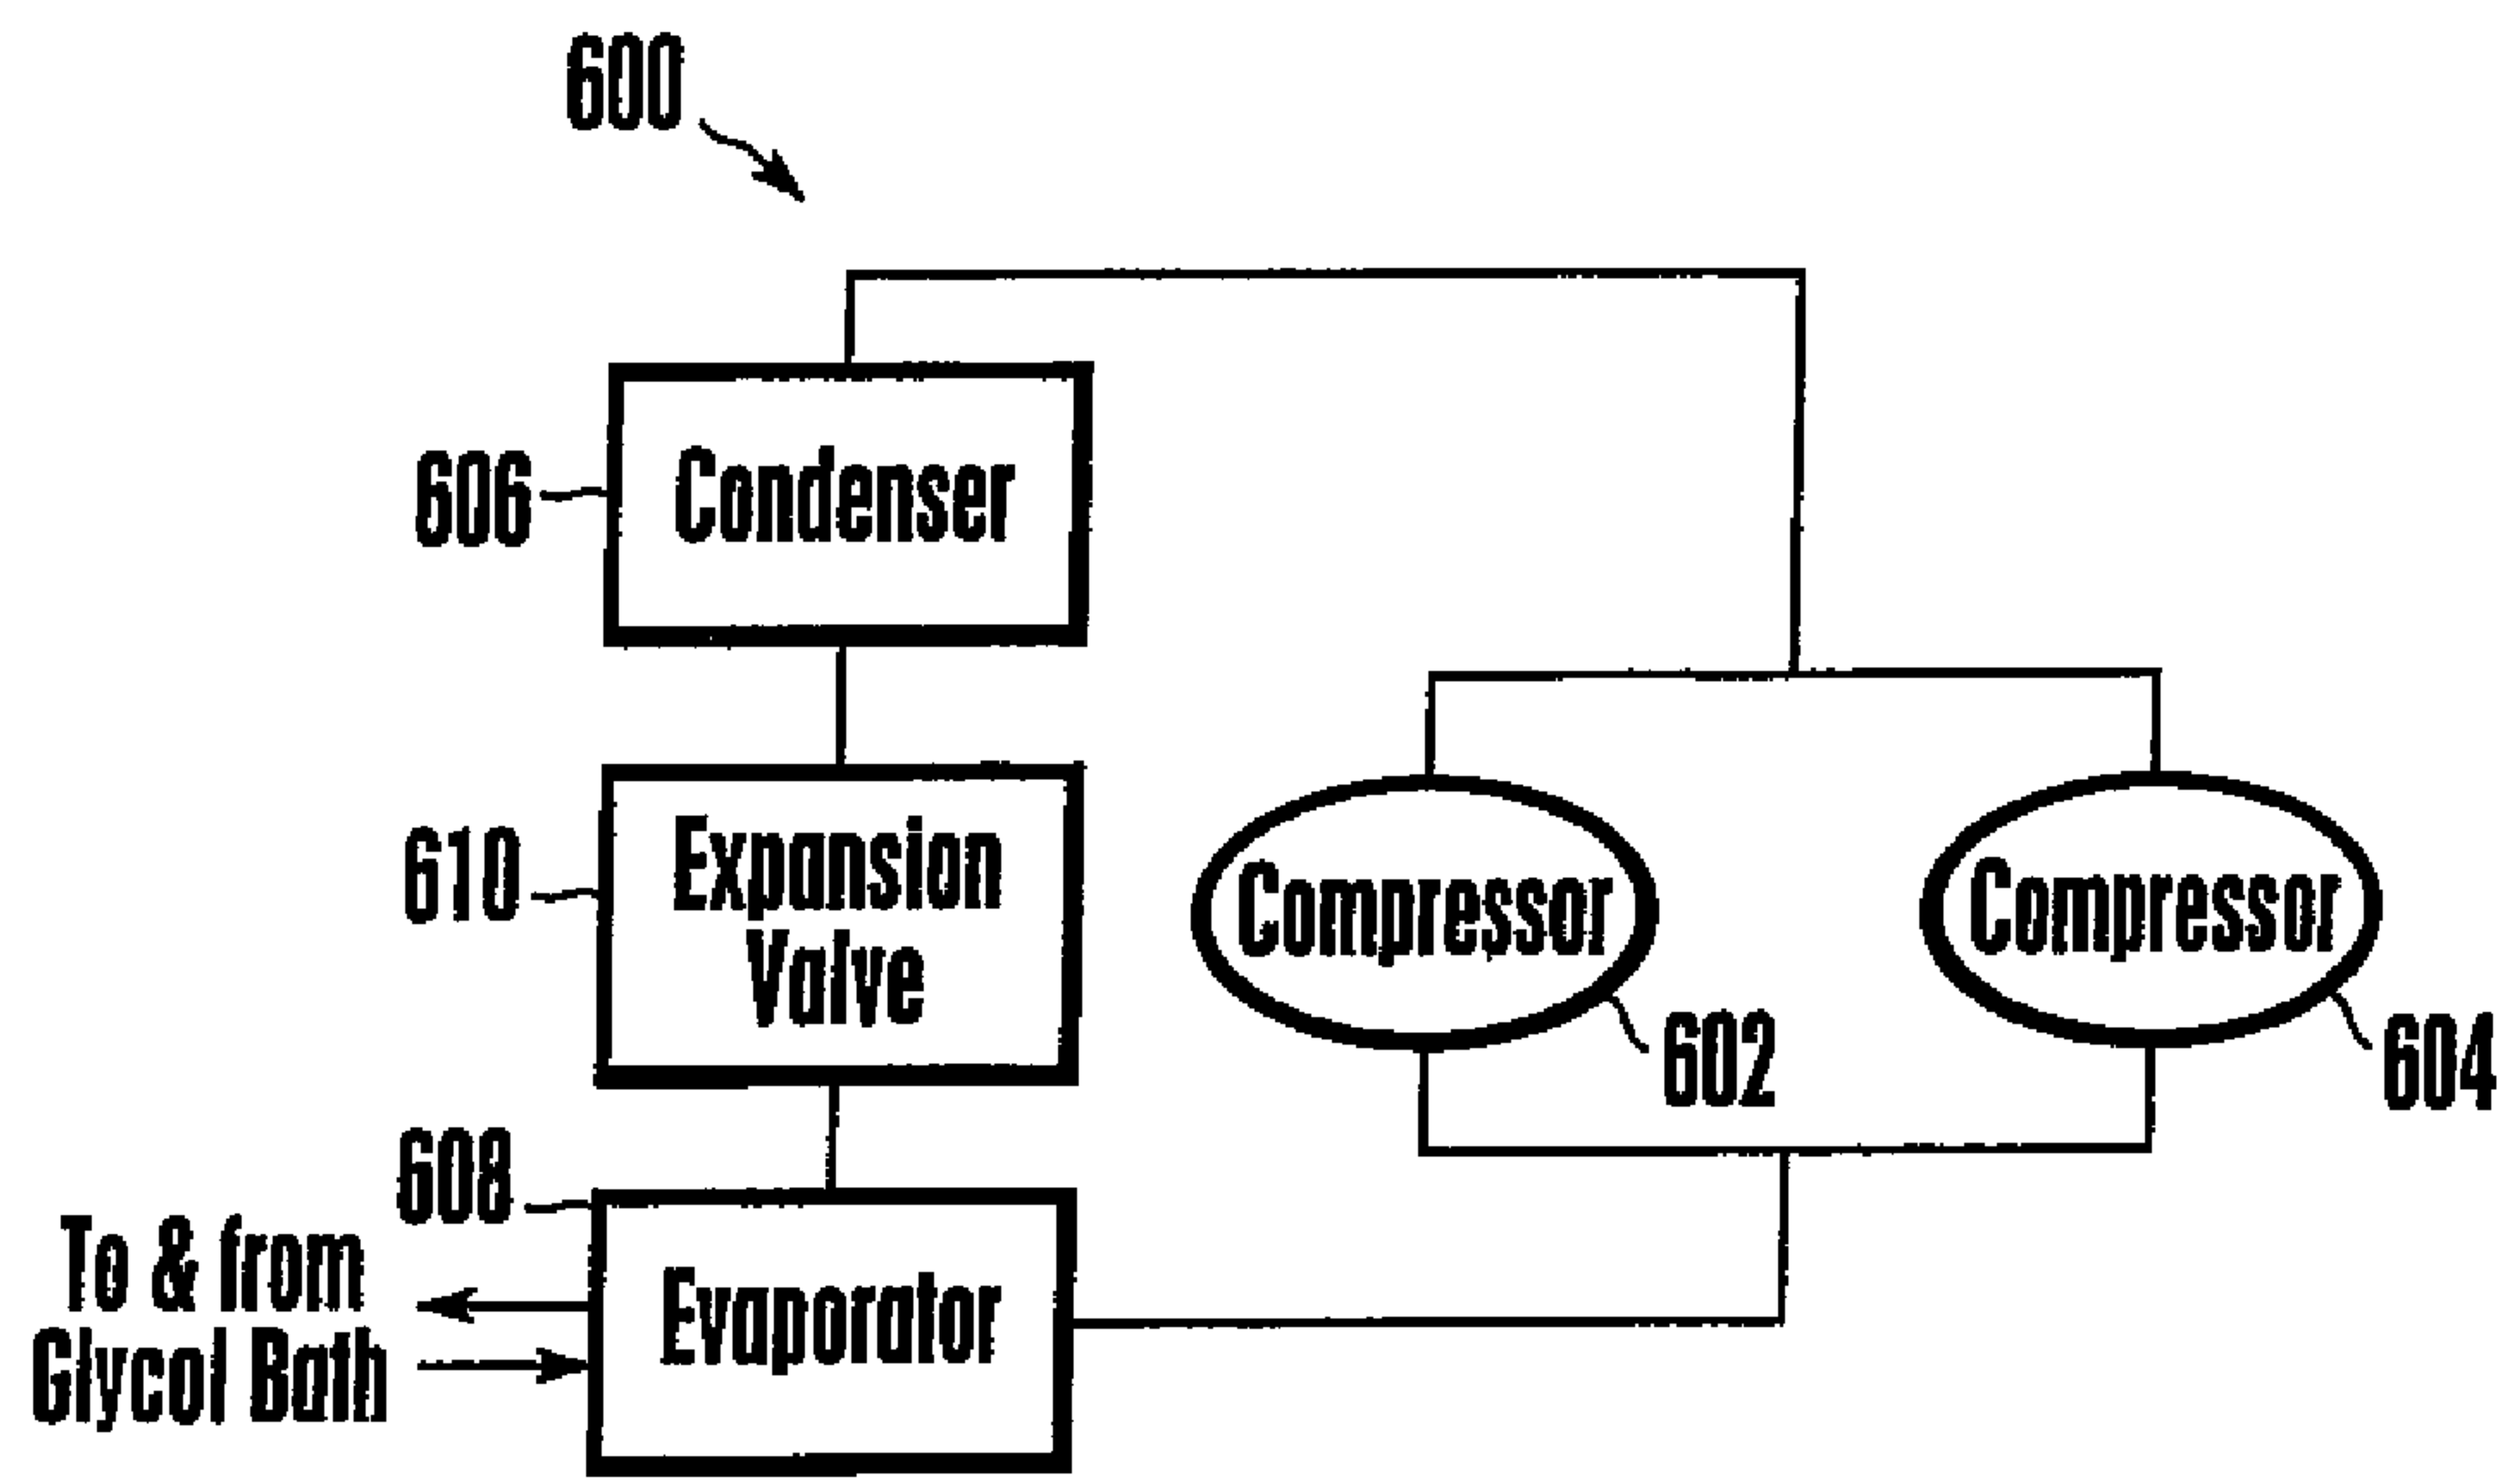 600
Condenser
606
Expansion
Valve
610
Compressor
Compressor
602
604
608
To & from
Glycol Bath
Evaporator